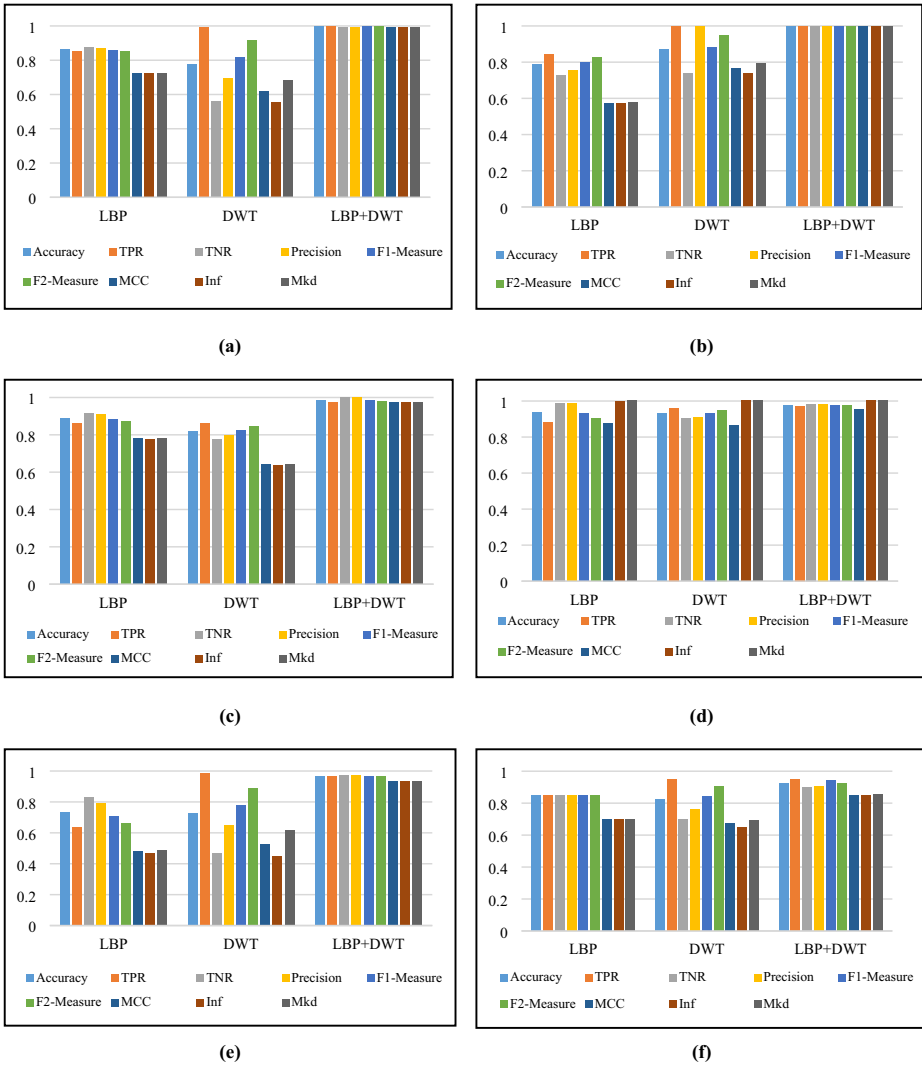 1
0.8
0.6
0.4
0.2
0
LBP DWT LBP+DWT
Accuracy TPR TNR Precision F1-Measure
F2-Measure MCC Inf Mkd
(a)
1
0.8
0.6
0.4
0.2
0
LBP DWT LBP+DWT
Accuracy TPR TNR Precision F1-Measure
F2-Measure MCC Inf Mkd
(b)
1
0.8
0.6
0.4
0.2
0
LBP DWT LBP+DWT
Accuracy TPR TNR Precision F1-Measure
F2-Measure MCC Inf Mkd
(c)
1
0.8
0.6
0.4
0.2
0
LBP DWT LBP+DWT
Accuracy TPR TNR Precision F1-Measure
F2-Measure MCC Inf Mkd
(d)
1
0.8
0.6
0.4
0.2
0
LBP DWT LBP+DWT
Accuracy TPR TNR Precision F1-Measure
F2-Measure MCC Inf Mkd
(e)
1
0.8
0.6
0.4
0.2
0
LBP DWT LBP+DWT
Accuracy TPR TNR Precision F1-Measure
F2-Measure MCC Inf Mkd
(f)